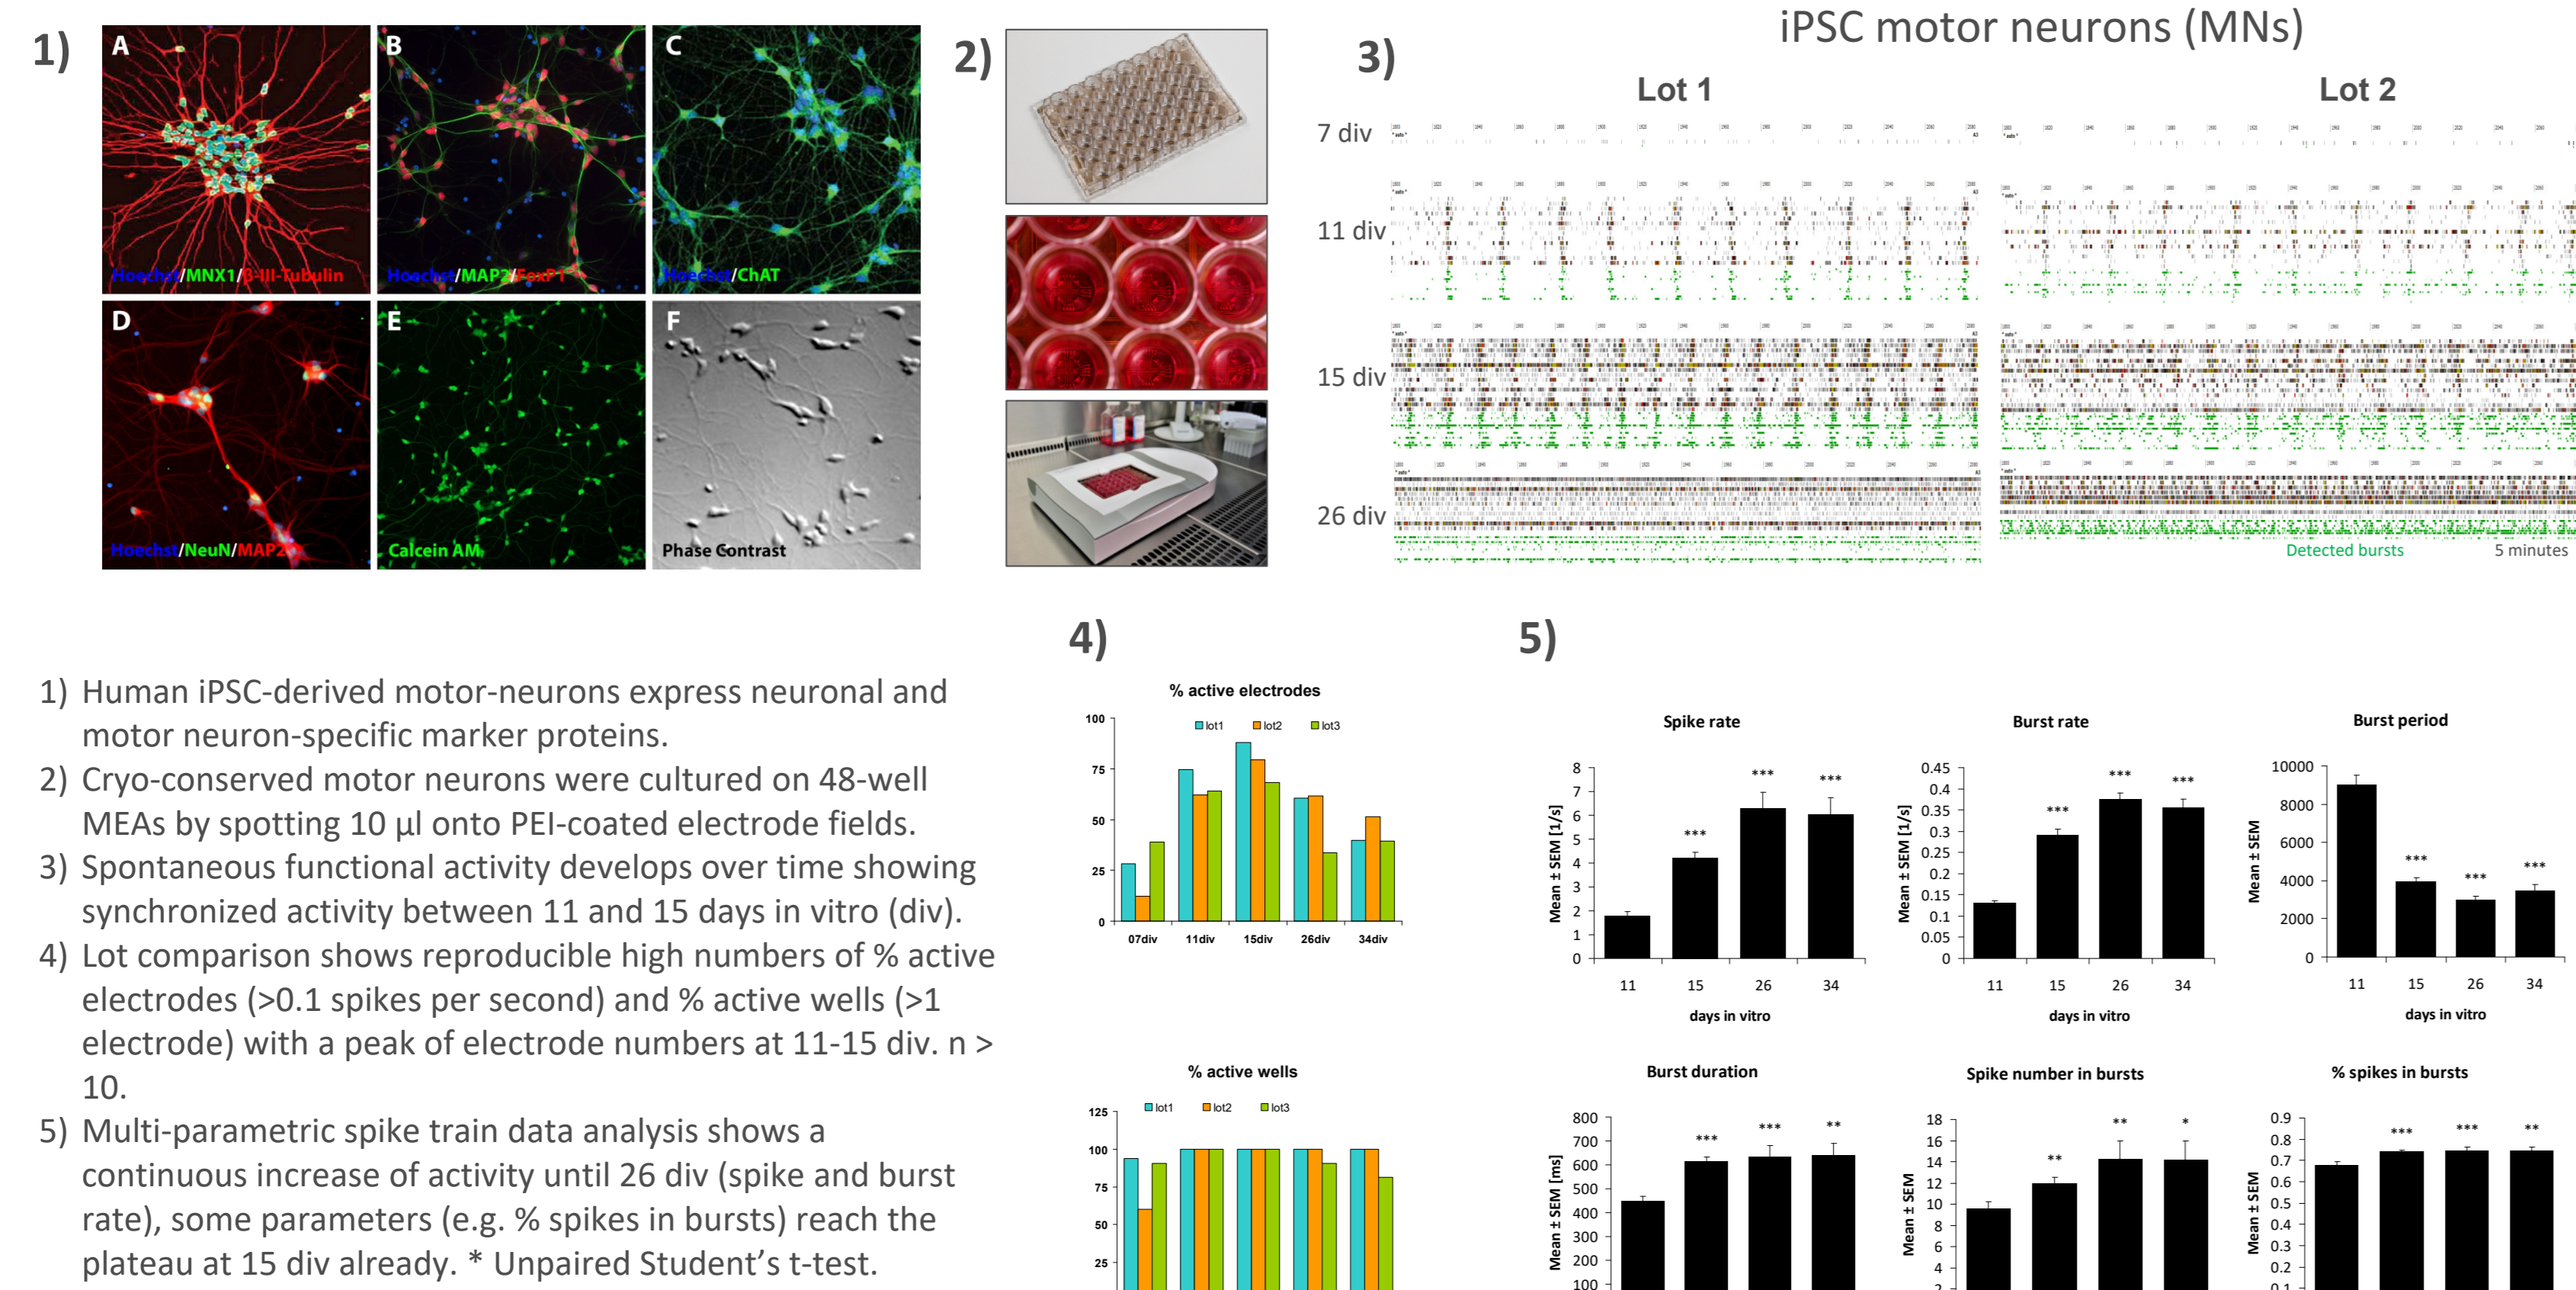 1)
A
Hoechst/MNX1/β-III-Tubulin
B
Hoechst/MAP2/FoxP1
C
Hoechst/ChAT
D
Hoechst/NeuN/MAP2
E
Calcein AM
F
Phase Contrast
2)
3)
iPSC motor neurons (MNs)
Lot 1
Lot 2
7 div
11 div
15 div
26 div
Detected bursts
5 minutes
1) Human iPSC-derived motor-neurons express neuronal and
motor neuron-specific marker proteins.
2) Cryo-conserved motor neurons were cultured on 48-well
MEAs by spotting 10 µl onto PEI-coated electrode fields.
3) Spontaneous functional activity develops over time showing
synchronized activity between 11 and 15 days in vitro (div).
4) Lot comparison shows reproducible high numbers of % active
electrodes (>0.1 spikes per second) and % active wells (>1
electrode) with a peak of electrode numbers at 11-15 div. n >
10.
5) Multi-parametric spike train data analysis shows a
continuous increase of activity until 26 div (spike and burst
rate), some parameters (e.g. % spikes in bursts) reach the
plateau at 15 div already. * Unpaired Student's t-test.
4)
% active electrodes
lot1 lot2 lot3
100
75
50
25
0
07div 11div 15div 26div 34div
% active wells
lot1 lot2 lot3
125
100
75
50
25
5)
Spike rate
Mean ± SEM [1/s]
8
7
6
5
4
3
2
1
0
*** *** ***
11 15 26 34
days in vitro
Burst rate
Mean ± SEM [1/s]
0.45
0.4
0.35
0.3
0.25
0.2
0.15
0.1
0.05
0
*** *** ***
11 15 26 34
days in vitro
Burst period
Mean ± SEM
10000
8000
6000
4000
2000
0
*** *** ***
11 15 26 34
days in vitro
Burst duration
Mean ± SEM [ms]
800
700
600
500
400
300
200
100
*** *** **
Spike number in bursts
Mean ± SEM
18
16
14
12
10
8
6
4
2
** ** *
% spikes in bursts
Mean ± SEM
0.9
0.8
0.7
0.6
0.5
0.4
0.3
0.2
0.1
*** *** **